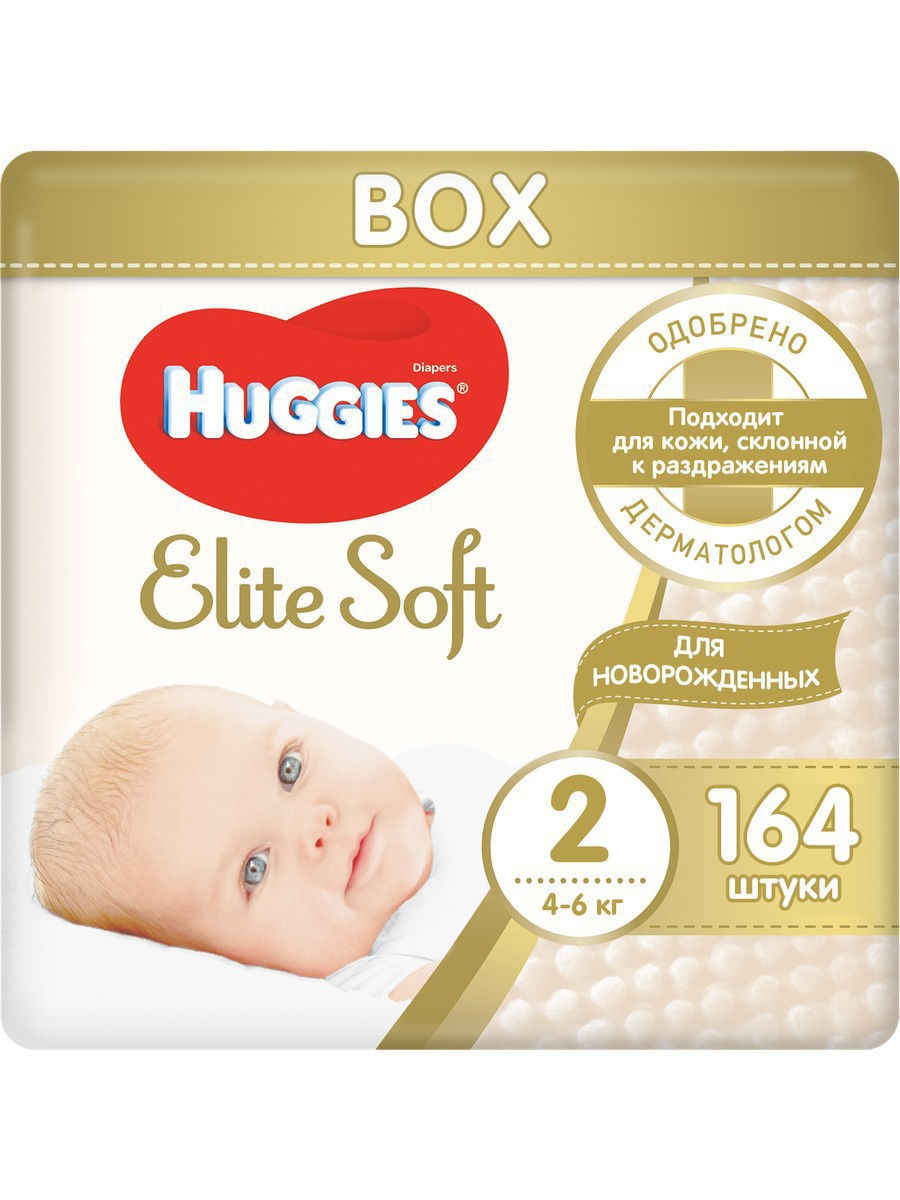 BOX
Diapers
HUGGIES®
Elite Soft
ОДОБРЕНО
Подходит
для кожи, склонной
к раздражениям
ДЕРМАТОЛОГОМ
ДЛЯ
НОВОРОЖДЕННЫХ
2
4-6 кг
164
штуки